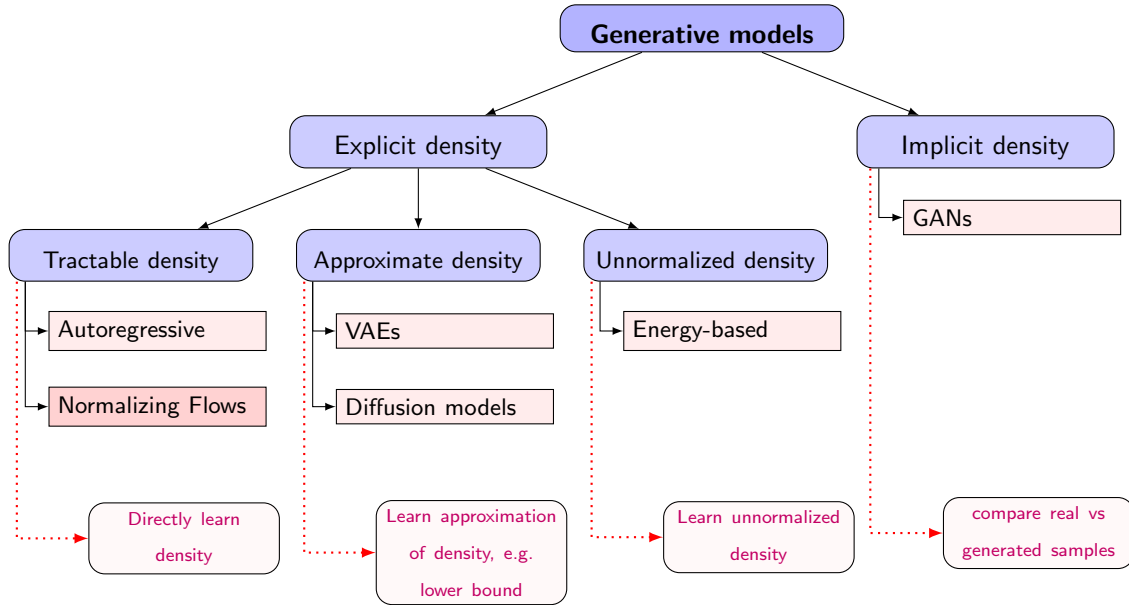 Generative models
Explicit density
Implicit density
GANs
Tractable density
Approximate density
Unnormalized density
Autoregressive
VAEs
Energy-based
Normalizing Flows
Diffusion models
Directly learn
density
Learn approximation
of density, e.g.
lower bound
Learn unnormalized
density
compare real vs
generated samples